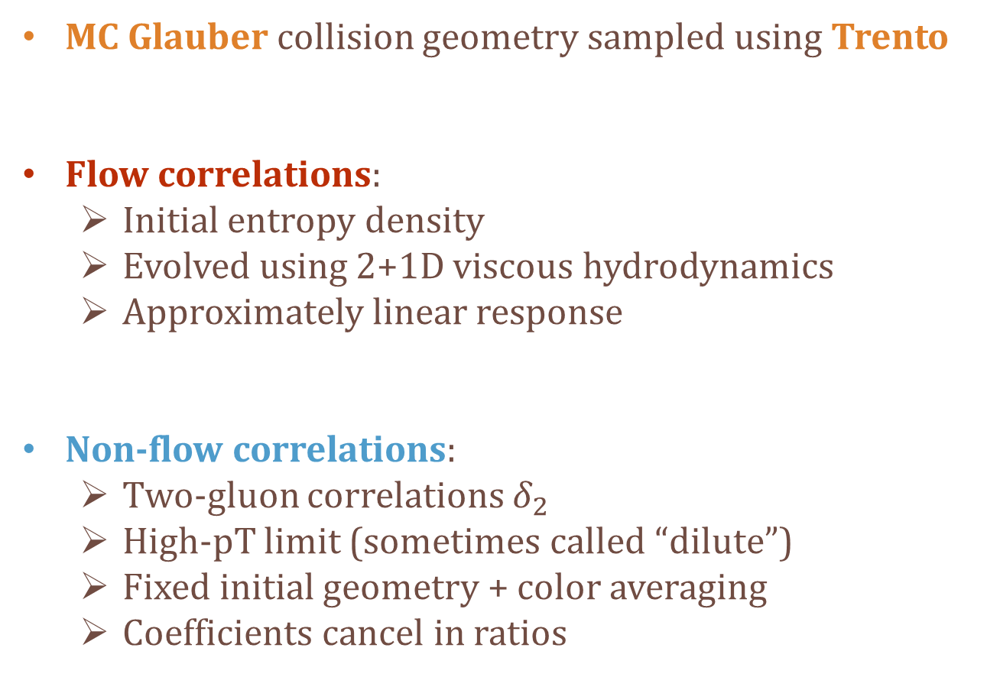 • MC Glauber collision geometry sampled using Trento
• Flow correlations:
➢ Initial entropy density
➢ Evolved using 2+1D viscous hydrodynamics
➢ Approximately linear response
• Non-flow correlations:
➢ Two-gluon correlations 𝛿₂
➢ High-pT limit (sometimes called “dilute”)
➢ Fixed initial geometry + color averaging
➢ Coefficients cancel in ratios